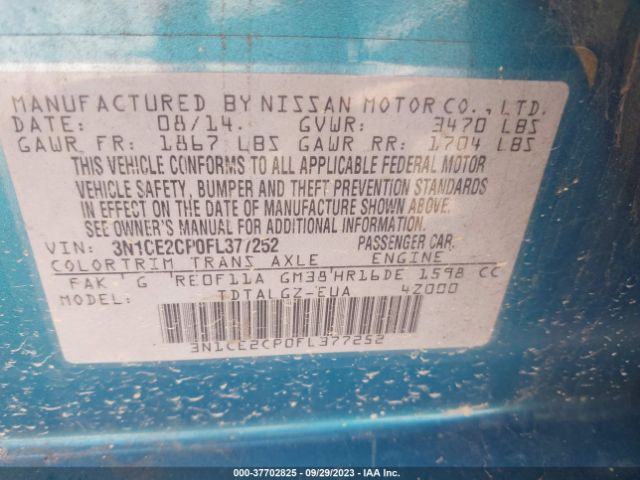 MANUFACTURED BY NISSAN MOTOR CO., LTD.
DATE: 08/14. GVWR: 3470 LBS
GAWR FR: 1867 LBS GAWR RR: 1704 LBS
THIS VEHICLE CONFORMS TO ALL APPLICABLE FEDERAL MOTOR
VEHICLE SAFETY, BUMPER AND THEFT PREVENTION STANDARDS
IN EFFECT ON THE DATE OF MANUFACTURE SHOWN ABOVE.
SEE OWNER'S MANUAL FOR ADDITIONAL INFORMATION.
VIN: 3N1CE2CP0FL377252 PASSENGER CAR
COLOR TRIM TRANS AXLE ENGINE
FAK G RE0F11A GM38 HR16DE 1598 CC
MODEL: TDTALGZ-EUA 4Z000
3N1CE2CP0FL377252
000-37702825 - 09/29/2023 - IAA Inc.